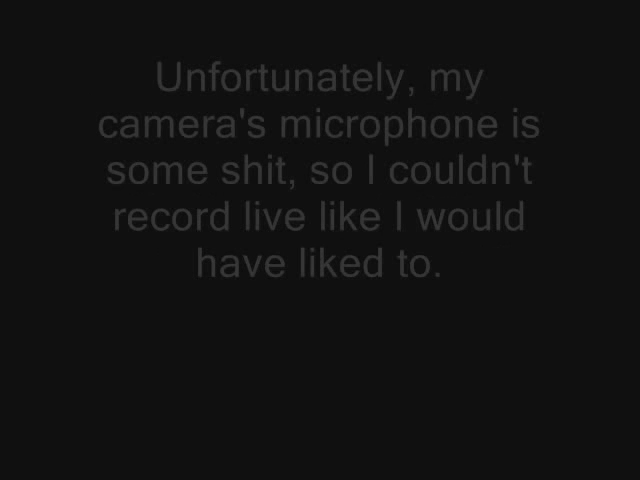 Unfortunately, my
camera's microphone is
some shit, so I couldn't
record live like I would
have liked to.